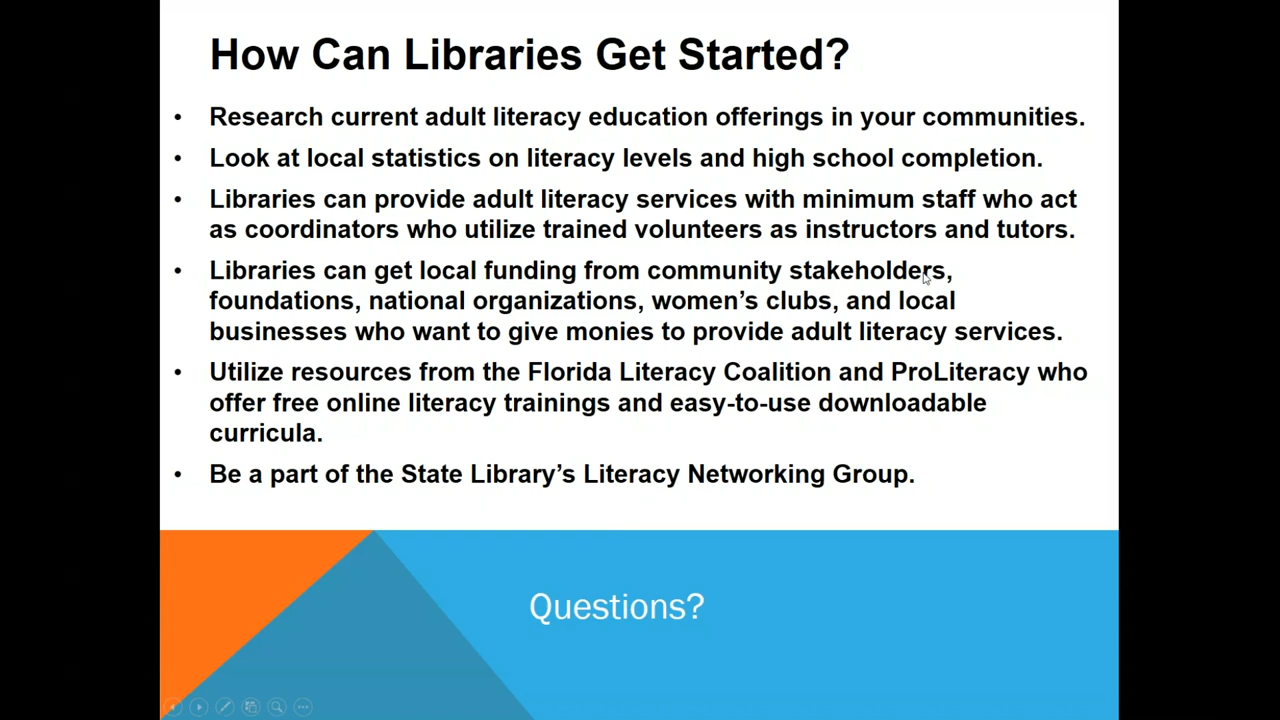 How Can Libraries Get Started?
• Research current adult literacy education offerings in your communities.
• Look at local statistics on literacy levels and high school completion.
• Libraries can provide adult literacy services with minimum staff who act
as coordinators who utilize trained volunteers as instructors and tutors.
• Libraries can get local funding from community stakeholders,
foundations, national organizations, women’s clubs, and local
businesses who want to give monies to provide adult literacy services.
• Utilize resources from the Florida Literacy Coalition and ProLiteracy who
offer free online literacy trainings and easy-to-use downloadable
curricula.
• Be a part of the State Library’s Literacy Networking Group.
Questions?